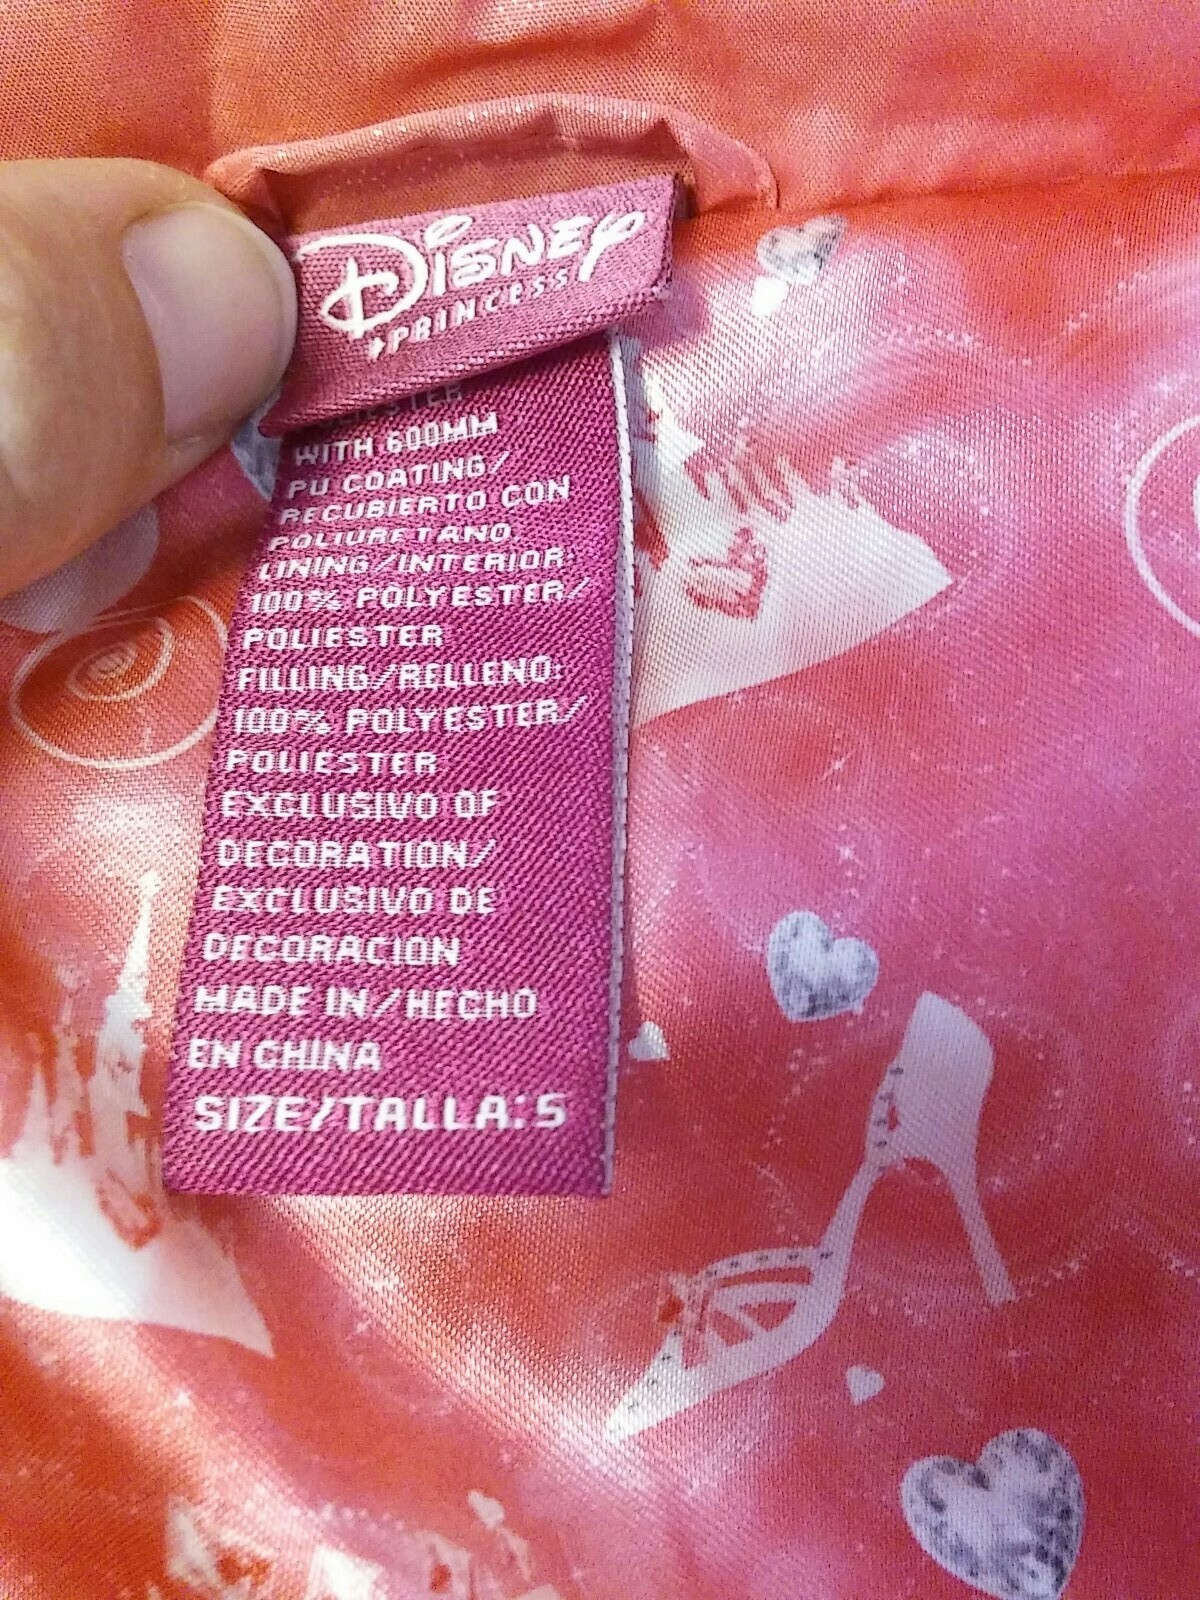 DISNEY
PRINCESS
WITH 600MM
PU COATING/
RECUBIERTO CON
POLIURETANO
LINING/INTERIOR:
100% POLYESTER/
POLIESTER
FILLING/RELLENO:
100% POLYESTER/
POLIESTER
EXCLUSIVO OF
DECORATION/
EXCLUSIVO DE
DECORACION
MADE IN/HECHO
EN CHINA
SIZE/TALLA:5